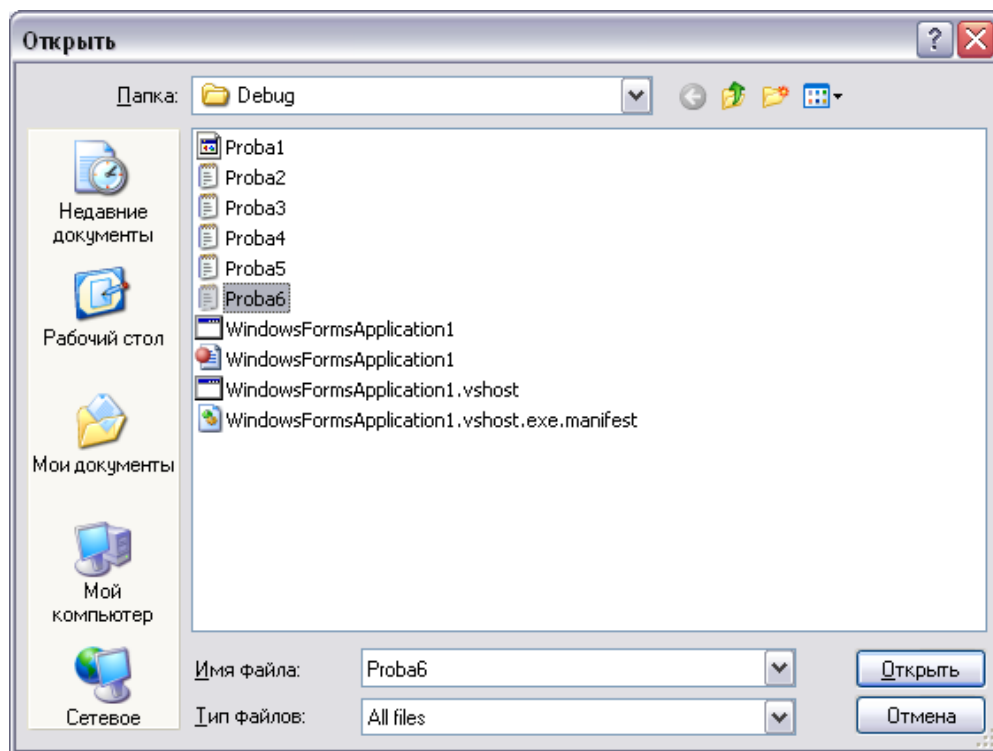 Открыть
Папка:
Debug
Недавние
документы
Рабочий стол
Мои документы
Мой
компьютер
Сетевое
Proba1
Proba2
Proba3
Proba4
Proba5
Proba6
WindowsFormsApplication1
WindowsFormsApplication1
WindowsFormsApplication1.vshost
WindowsFormsApplication1.vshost.exe.manifest
Имя файла:
Proba6
Открыть
Тип файлов:
All files
Отмена